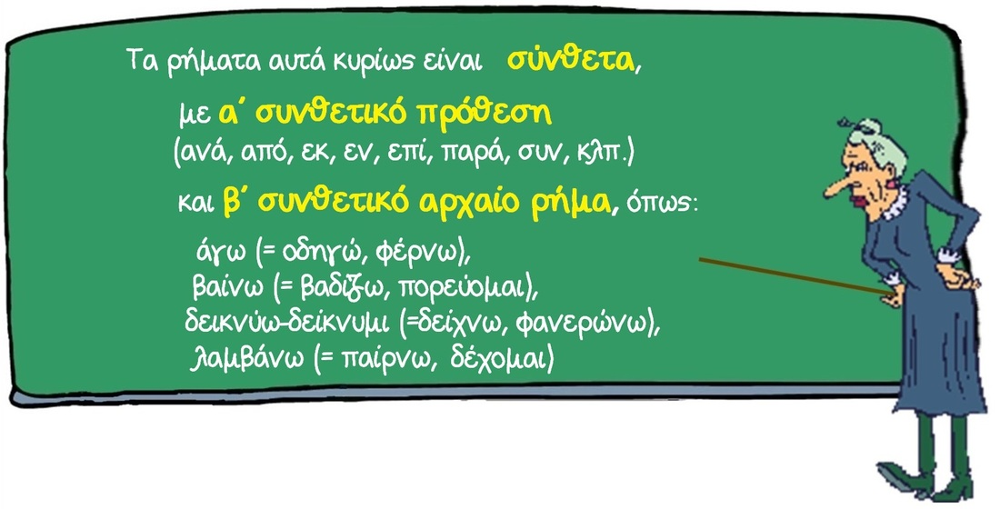 Τα ρήματα αυτά κυρίως είναι σύνθετα,
με α΄ συνθετικό πρόθεση
(ανά, από, εκ, εν, επί, παρά, συν, κλπ.)
και β΄ συνθετικό αρχαίο ρήμα, όπως:
άγω (= οδηγώ, φέρνω),
βαίνω (= βαδίζω, πορεύομαι),
δεικνύω-δείκνυμι (=δείχνω, φανερώνω),
λαμβάνω (= παίρνω, δέχομαι)